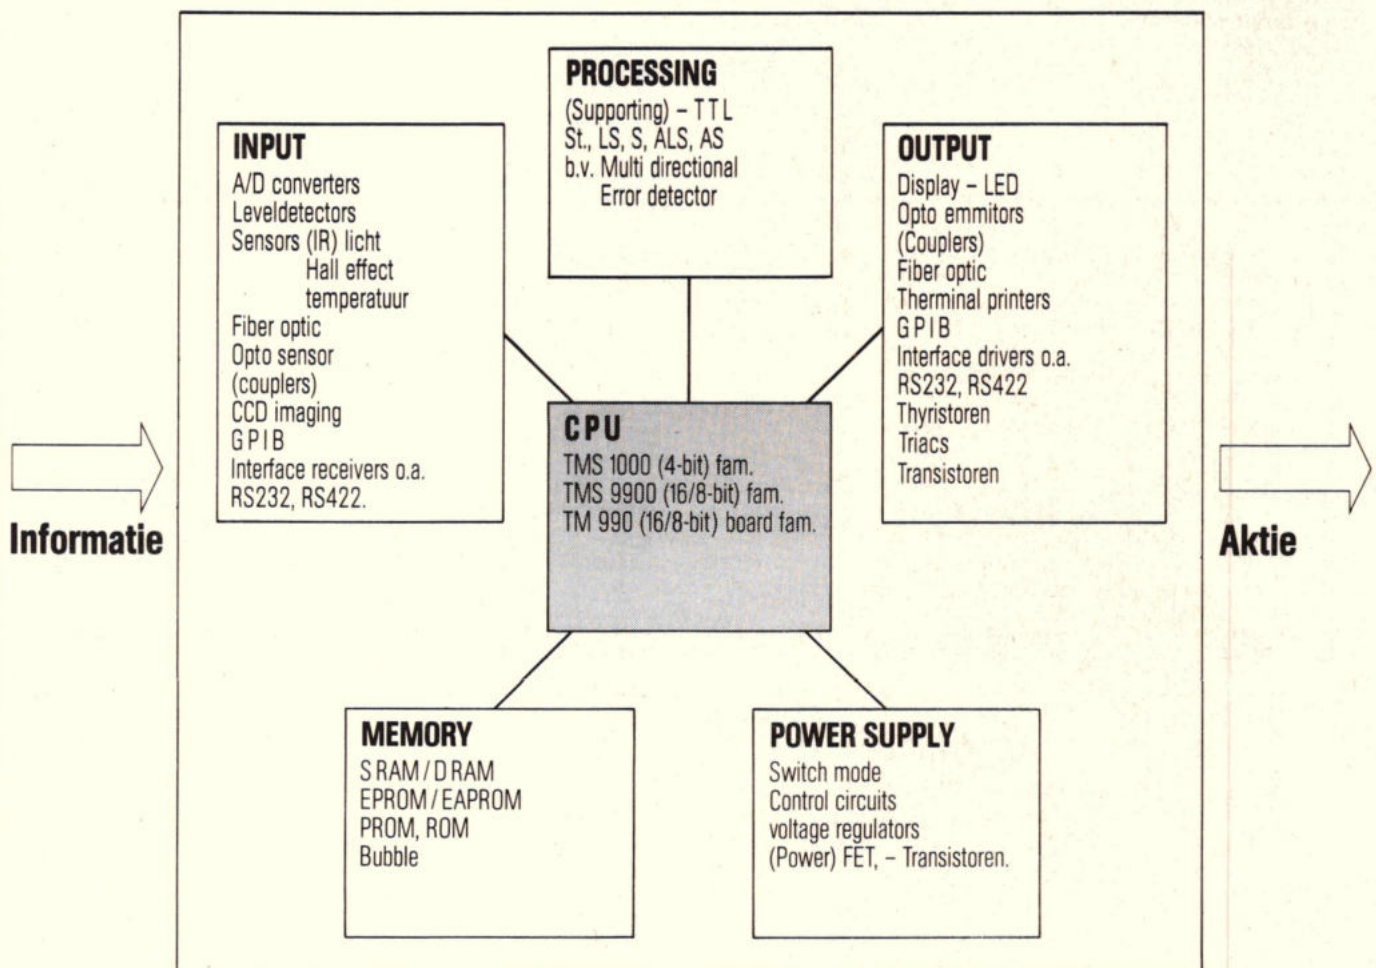 PROCESSING
(Supporting) – TTL
St., LS, S, ALS, AS
b.v. Multi directional
Error detector
INPUT
A/D converters
Leveldetectors
Sensors (IR) licht
Hall effect
temperatuur
Fiber optic
Opto sensor
(couplers)
CCD imaging
GPIB
Interface receivers o.a.
RS232, RS422.
OUTPUT
Display – LED
Opto emmitors
(Couplers)
Fiber optic
Therminal printers
GPIB
Interface drivers o.a.
RS232, RS422
Thyristoren
Triacs
Transistoren
CPU
TMS 1000 (4-bit) fam.
TMS 9900 (16/8-bit) fam.
TM 990 (16/8-bit) board fam.
Informatie
Aktie
MEMORY
SRAM/DRAM
EPROM/EAPROM
PROM, ROM
Bubble
POWER SUPPLY
Switch mode
Control circuits
voltage regulators
(Power) FET, – Transistoren.